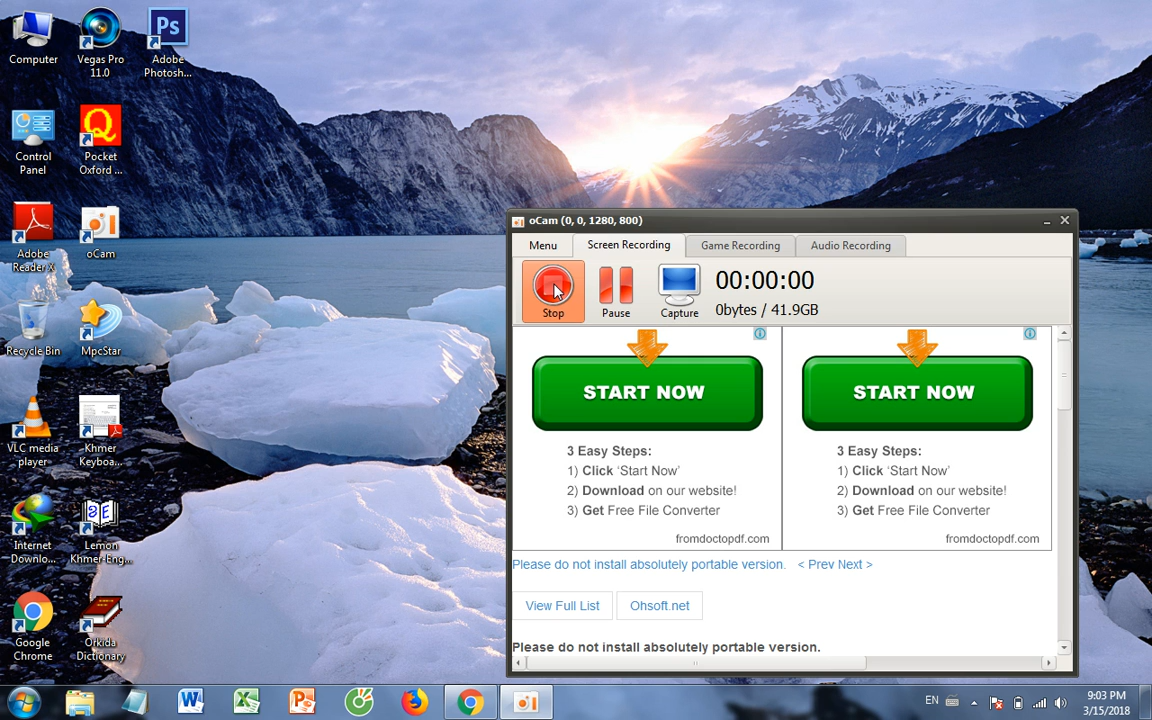 Computer
Vegas Pro
11.0
Ps
Adobe
Photosh...
Control
Panel
Q
Pocket
Oxford ...
Adobe
Reader X
oCam
Recycle Bin
MpcStar
VLC media
player
Khmer
Keyboa...
Internet
Downlo...
Lemon
Khmer-Eng...
Google
Chrome
Orkida
Dictionary
oCam (0, 0, 1280, 800)
Menu
Screen Recording
Game Recording
Audio Recording
Stop
Pause
Capture
00:00:00
0bytes / 41.9GB
START NOW
3 Easy Steps:
1) Click ‘Start Now’
2) Download on our website!
3) Get Free File Converter
fromdoctopdf.com
START NOW
3 Easy Steps:
1) Click ‘Start Now’
2) Download on our website!
3) Get Free File Converter
fromdoctopdf.com
Please do not install absolutely portable version. < Prev Next >
View Full List
Ohsoft.net
Please do not install absolutely portable version.
EN
9:03 PM
3/15/2018